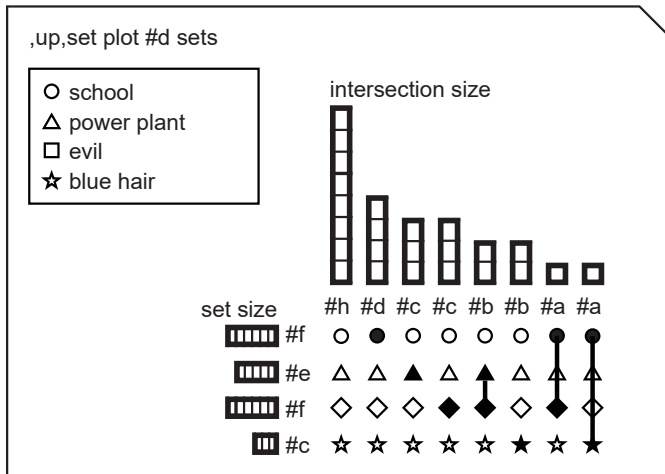 ,up,set plot #d sets
school
power plant
evil
blue hair
intersection size
#h #d #c #c #b #b #a #a
set size
#f
#e
#f
#c